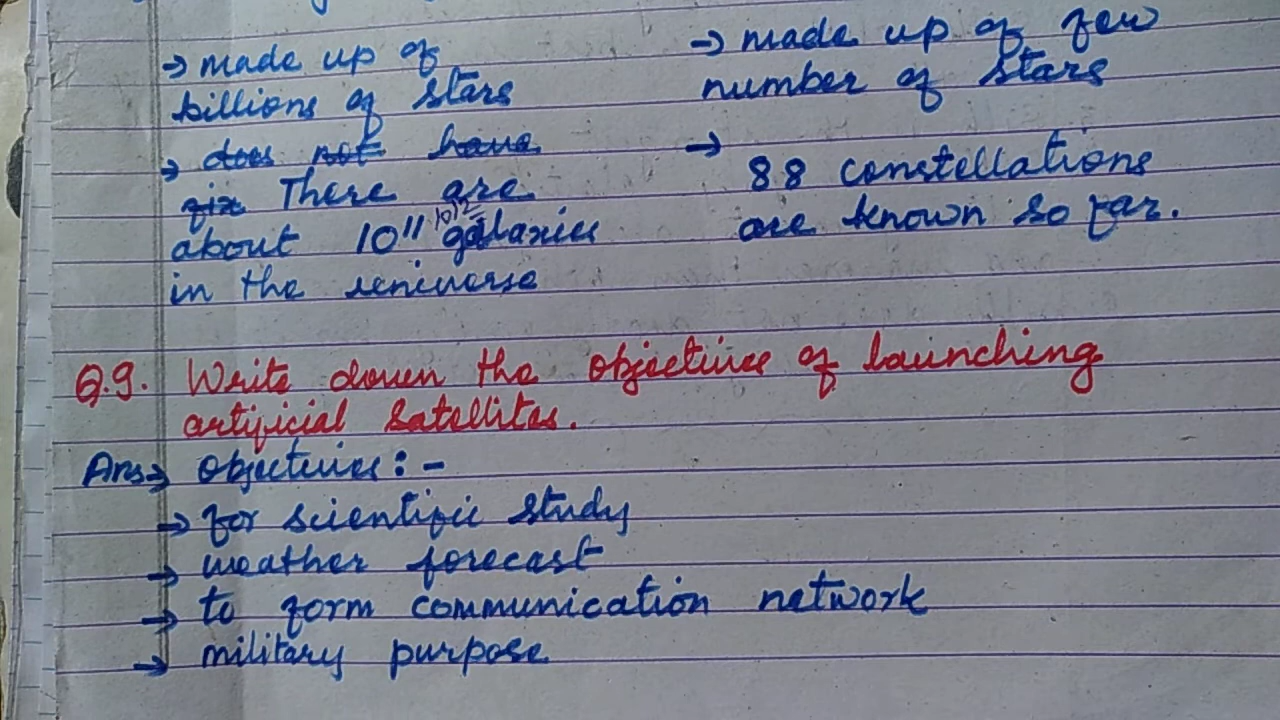 → made up of
billions of stars
→ does not have
fix There are
about 10¹¹ galaxies
in the universe
→ made up of few
number of stars
→ 88 constellations
are known so far.
Q.9. Write down the objectives of launching
artificial satellites.
Ans→ Objectives:-
→ for scientific study
→ weather forecast
→ to form communication network
→ military purpose